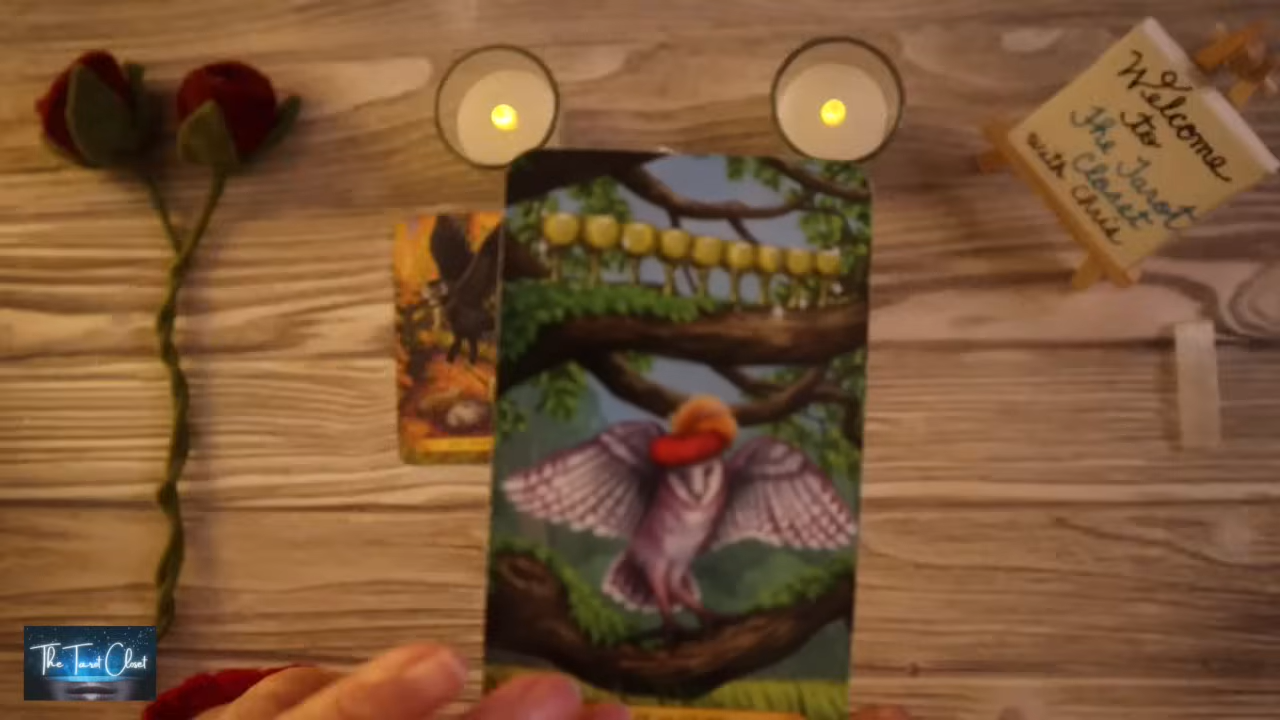 Welcome
to
The Tarot
Closet
with Chris
The Tarot Closet